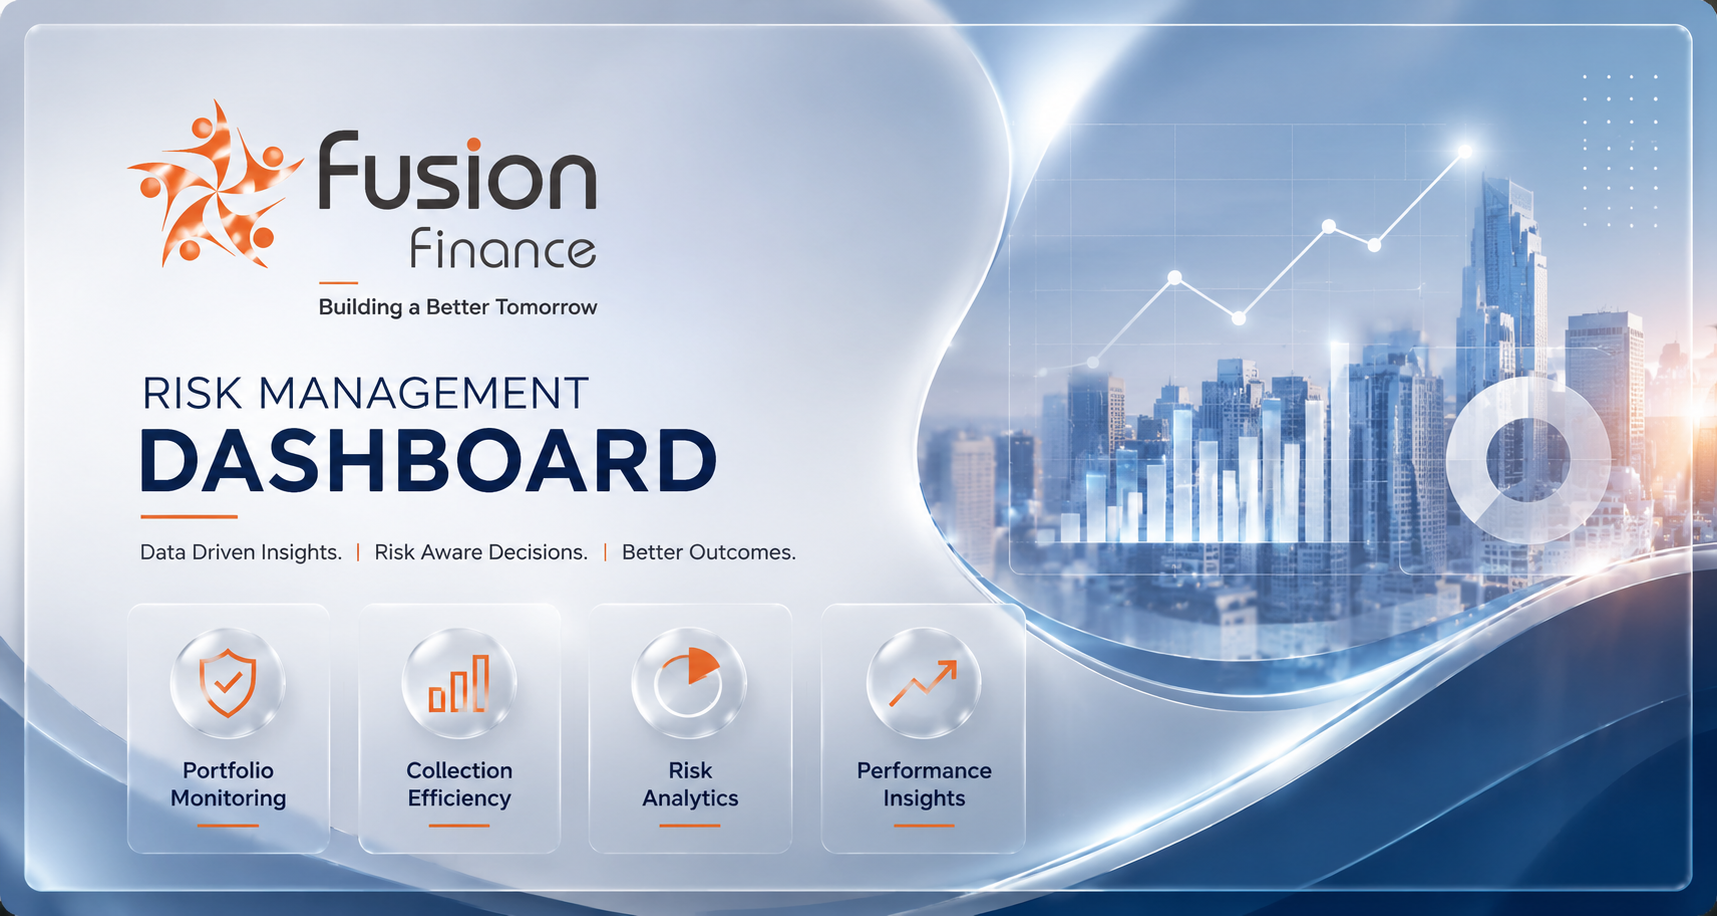 Fusion
Finance
Building a Better Tomorrow
RISK MANAGEMENT
DASHBOARD
Data Driven Insights. | Risk Aware Decisions. | Better Outcomes.
Portfolio
Monitoring
Collection
Efficiency
Risk
Analytics
Performance
Insights